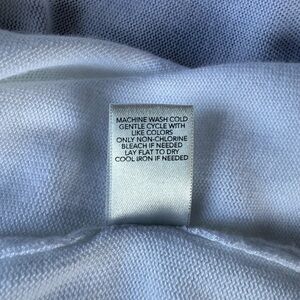 MACHINE WASH COLD
GENTLE CYCLE WITH
LIKE COLORS
ONLY NON-CHLORINE
BLEACH IF NEEDED
LAY FLAT TO DRY
COOL IRON IF NEEDED